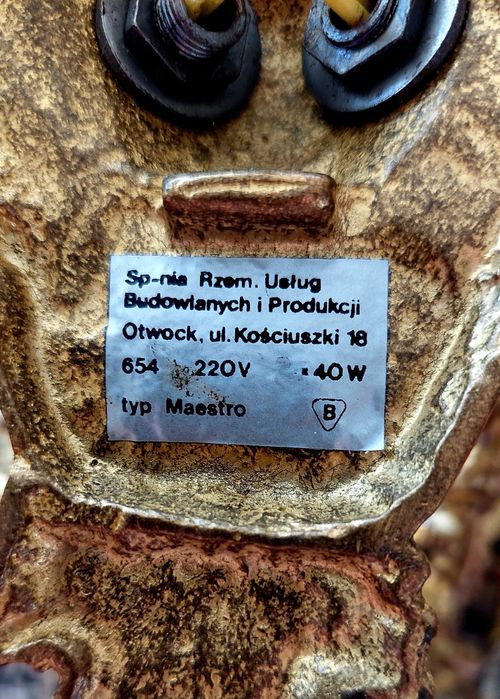 Sp-nia Rzem. Usług
Budowlanych i Produkcji
Otwock, ul. Kościuszki 18
654 220V 40W
typ Maestro B